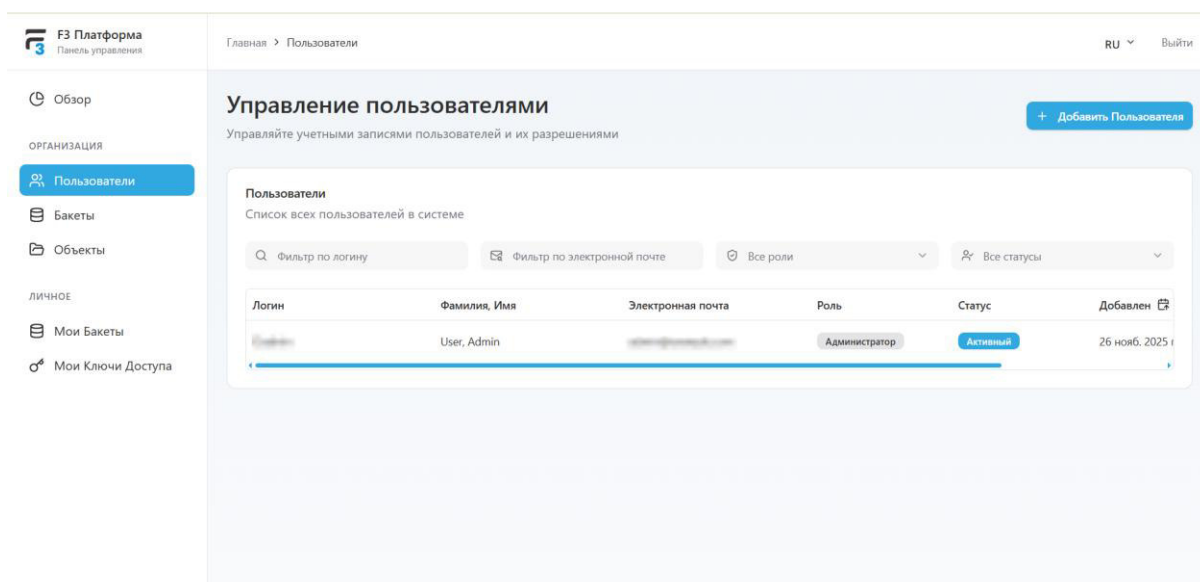 F3 Платформа
Панель управления
Главная > Пользователи
RU
Выйти
Обзор
ОРГАНИЗАЦИЯ
Пользователи
Бакеты
Объекты
ЛИЧНОЕ
Мои Бакеты
Мои Ключи Доступа
Управление пользователями
Управляйте учетными записями пользователей и их разрешениями
+ Добавить Пользователя
Пользователи
Список всех пользователей в системе
Фильтр по логину
Фильтр по электронной почте
Все роли
Все статусы
Логин Фамилия, Имя Электронная почта Роль Статус Добавлен
User, Admin Администратор Активный 26 нояб. 2025 г